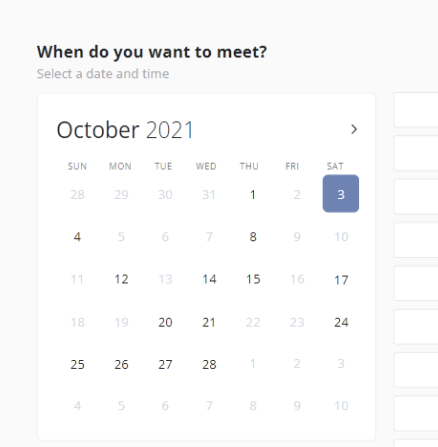 When do you want to meet?
Select a date and time
October 2021
SUN MON TUE WED THU FRI SAT
28 29 30 31 1 2 3
4 5 6 7 8 9 10
11 12 13 14 15 16 17
18 19 20 21 22 23 24
25 26 27 28 1 2 3
4 5 6 7 8 9 10